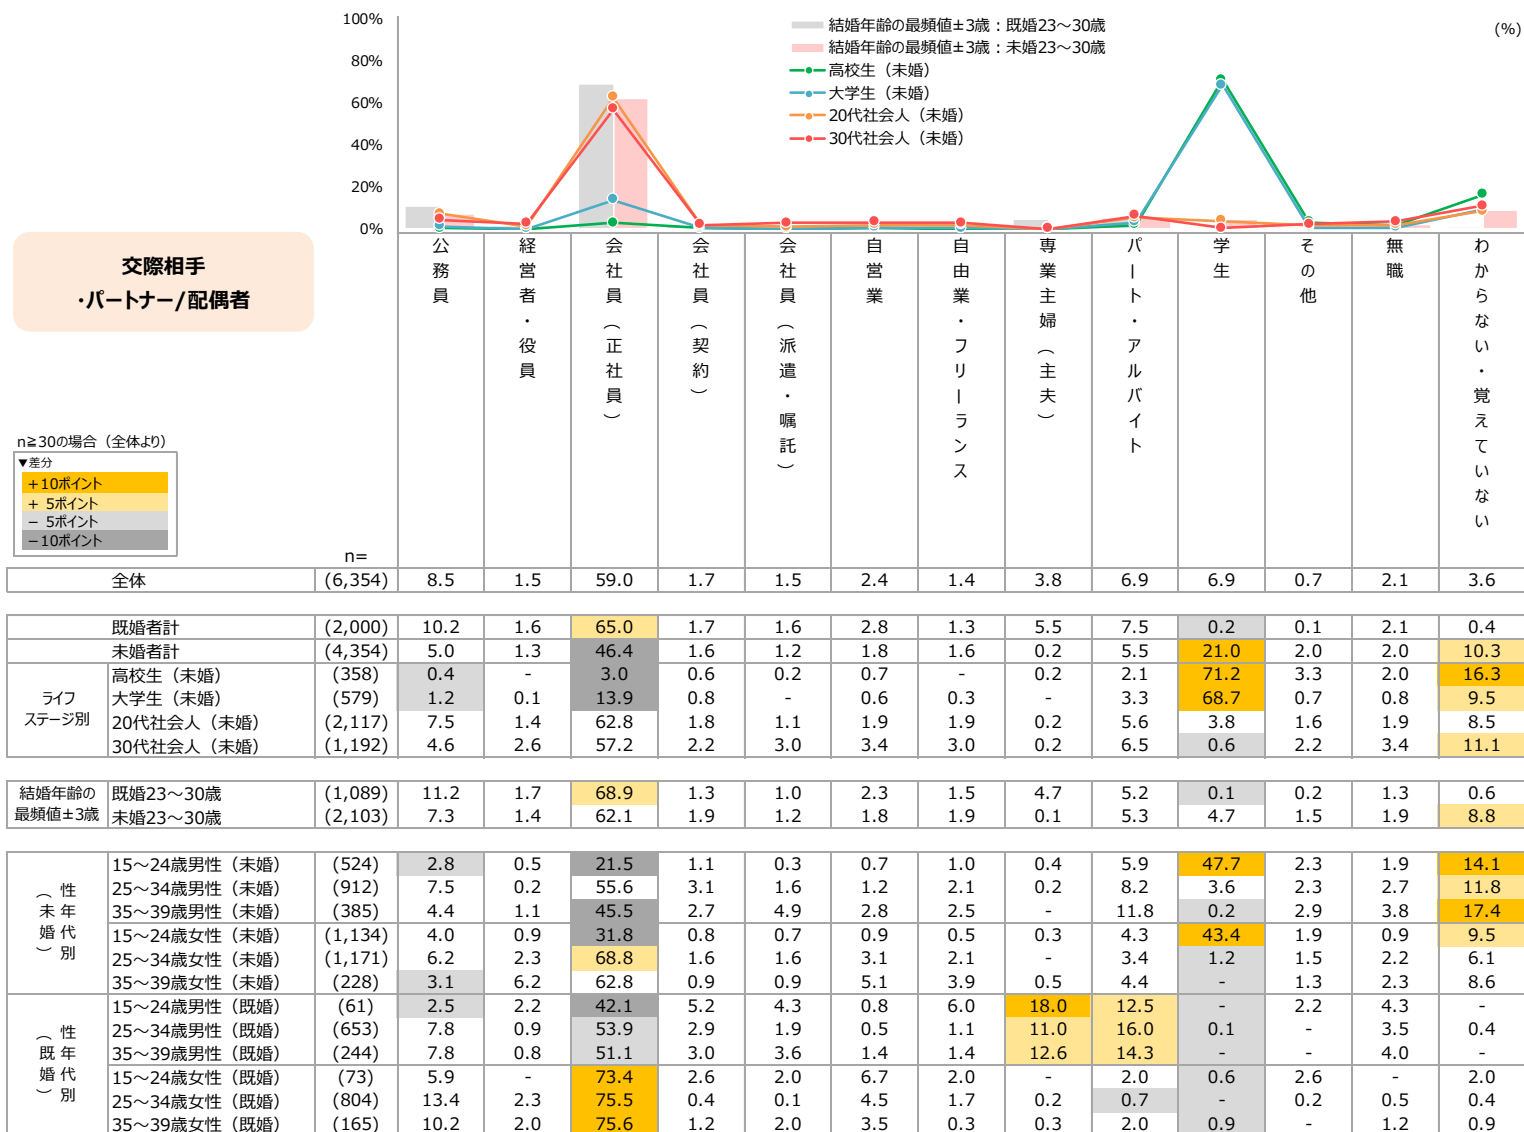 100%
80%
60%
40%
20%
0%
結婚年齢の最頻値±3歳：既婚23～30歳
結婚年齢の最頻値±3歳：未婚23～30歳
高校生（未婚）
大学生（未婚）
20代社会人（未婚）
30代社会人（未婚）
(%)
交際相手
・パートナー/配偶者
公務員
経営者・役員
会社員（正社員）
会社員（契約）
会社員（派遣・嘱託）
自営業
自由業・フリーランス
専業主婦（主夫）
パート・アルバイト
学生
その他
無職
わからない・覚えていない
n≧30の場合（全体より）
▼差分
＋10ポイント
＋ 5ポイント
－ 5ポイント
－10ポイント
n=
全体 (6,354) 8.5 1.5 59.0 1.7 1.5 2.4 1.4 3.8 6.9 6.9 0.7 2.1 3.6
既婚者計 (2,000) 10.2 1.6 65.0 1.7 1.6 2.8 1.3 5.5 7.5 0.2 0.1 2.1 0.4
未婚者計 (4,354) 5.0 1.3 46.4 1.6 1.2 1.8 1.6 0.2 5.5 21.0 2.0 2.0 10.3
ライフ
ステージ別
高校生（未婚） (358) 0.4 - 3.0 0.6 0.2 0.7 - 0.2 2.1 71.2 3.3 2.0 16.3
大学生（未婚） (579) 1.2 0.1 13.9 0.8 - 0.6 0.3 - 3.3 68.7 0.7 0.8 9.5
20代社会人（未婚） (2,117) 7.5 1.4 62.8 1.8 1.1 1.9 1.9 0.2 5.6 3.8 1.6 1.9 8.5
30代社会人（未婚） (1,192) 4.6 2.6 57.2 2.2 3.0 3.4 3.0 0.2 6.5 0.6 2.2 3.4 11.1
結婚年齢の
最頻値±3歳
既婚23～30歳 (1,089) 11.2 1.7 68.9 1.3 1.0 2.3 1.5 4.7 5.2 0.1 0.2 1.3 0.6
未婚23～30歳 (2,103) 7.3 1.4 62.1 1.9 1.2 1.8 1.9 0.1 5.3 4.7 1.5 1.9 8.8
性年代別
（未婚）
15～24歳男性（未婚） (524) 2.8 0.5 21.5 1.1 0.3 0.7 1.0 0.4 5.9 47.7 2.3 1.9 14.1
25～34歳男性（未婚） (912) 7.5 0.2 55.6 3.1 1.6 1.2 2.1 0.2 8.2 3.6 2.3 2.7 11.8
35～39歳男性（未婚） (385) 4.4 1.1 45.5 2.7 4.9 2.8 2.5 - 11.8 0.2 2.9 3.8 17.4
15～24歳女性（未婚） (1,134) 4.0 0.9 31.8 0.8 0.7 0.9 0.5 0.3 4.3 43.4 1.9 0.9 9.5
25～34歳女性（未婚） (1,171) 6.2 2.3 68.8 1.6 1.6 3.1 2.1 - 3.4 1.2 1.5 2.2 6.1
35～39歳女性（未婚） (228) 3.1 6.2 62.8 0.9 0.9 5.1 3.9 0.5 4.4 - 1.3 2.3 8.6
性年代別
（既婚）
15～24歳男性（既婚） (61) 2.5 2.2 42.1 5.2 4.3 0.8 6.0 18.0 12.5 - 2.2 4.3 -
25～34歳男性（既婚） (653) 7.8 0.9 53.9 2.9 1.9 0.5 1.1 11.0 16.0 0.1 - 3.5 0.4
35～39歳男性（既婚） (244) 7.8 0.8 51.1 3.0 3.6 1.4 1.4 12.6 14.3 - - 4.0 -
15～24歳女性（既婚） (73) 5.9 - 73.4 2.6 2.0 6.7 2.0 - 2.0 0.6 2.6 - 2.0
25～34歳女性（既婚） (804) 13.4 2.3 75.5 0.4 0.1 4.5 1.7 0.2 0.7 - 0.2 0.5 0.4
35～39歳女性（既婚） (165) 10.2 2.0 75.6 1.2 2.0 3.5 0.3 0.3 2.0 0.9 - 1.2 0.9